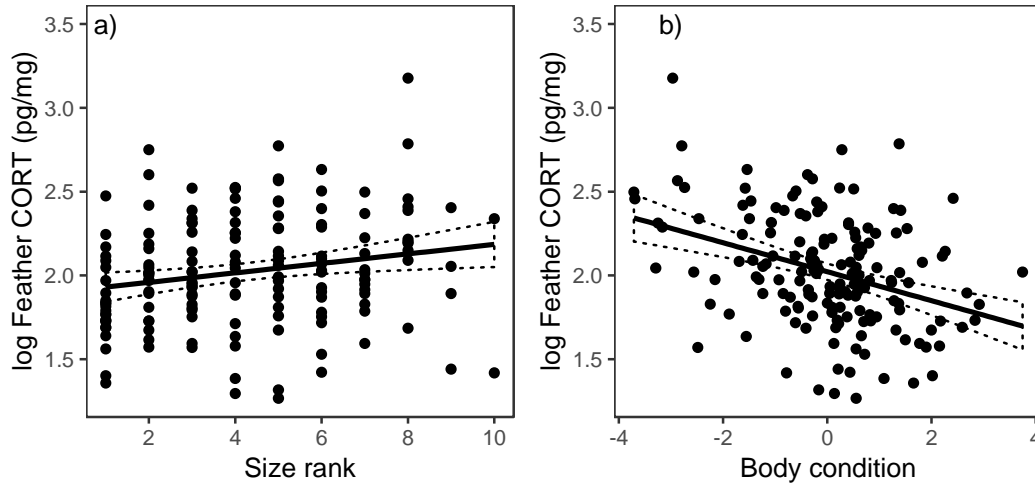 a)
log Feather CORT (pg/mg)
3.5
3.0
2.5
2.0
1.5
2 4 6 8 10
Size rank
b)
log Feather CORT (pg/mg)
3.5
3.0
2.5
2.0
1.5
-4 -2 0 2 4
Body condition